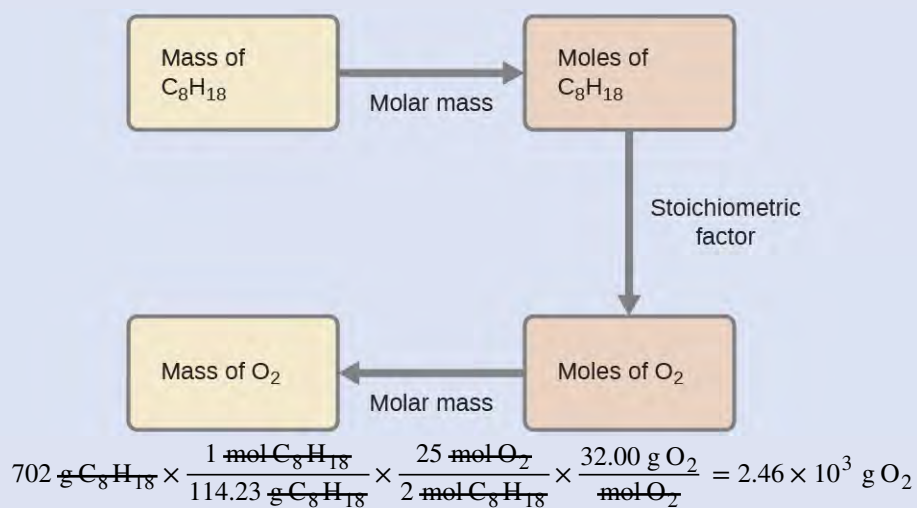 Mass of
C₈H₁₈
Molar mass
Moles of
C₈H₁₈
Stoichiometric
factor
Mass of O₂
Molar mass
Moles of O₂
702 g C₈H₁₈ × (1 mol C₈H₁₈)/(114.23 g C₈H₁₈) × (25 mol O₂)/(2 mol C₈H₁₈) × (32.00 g O₂)/(mol O₂) = 2.46 × 10³ g O₂